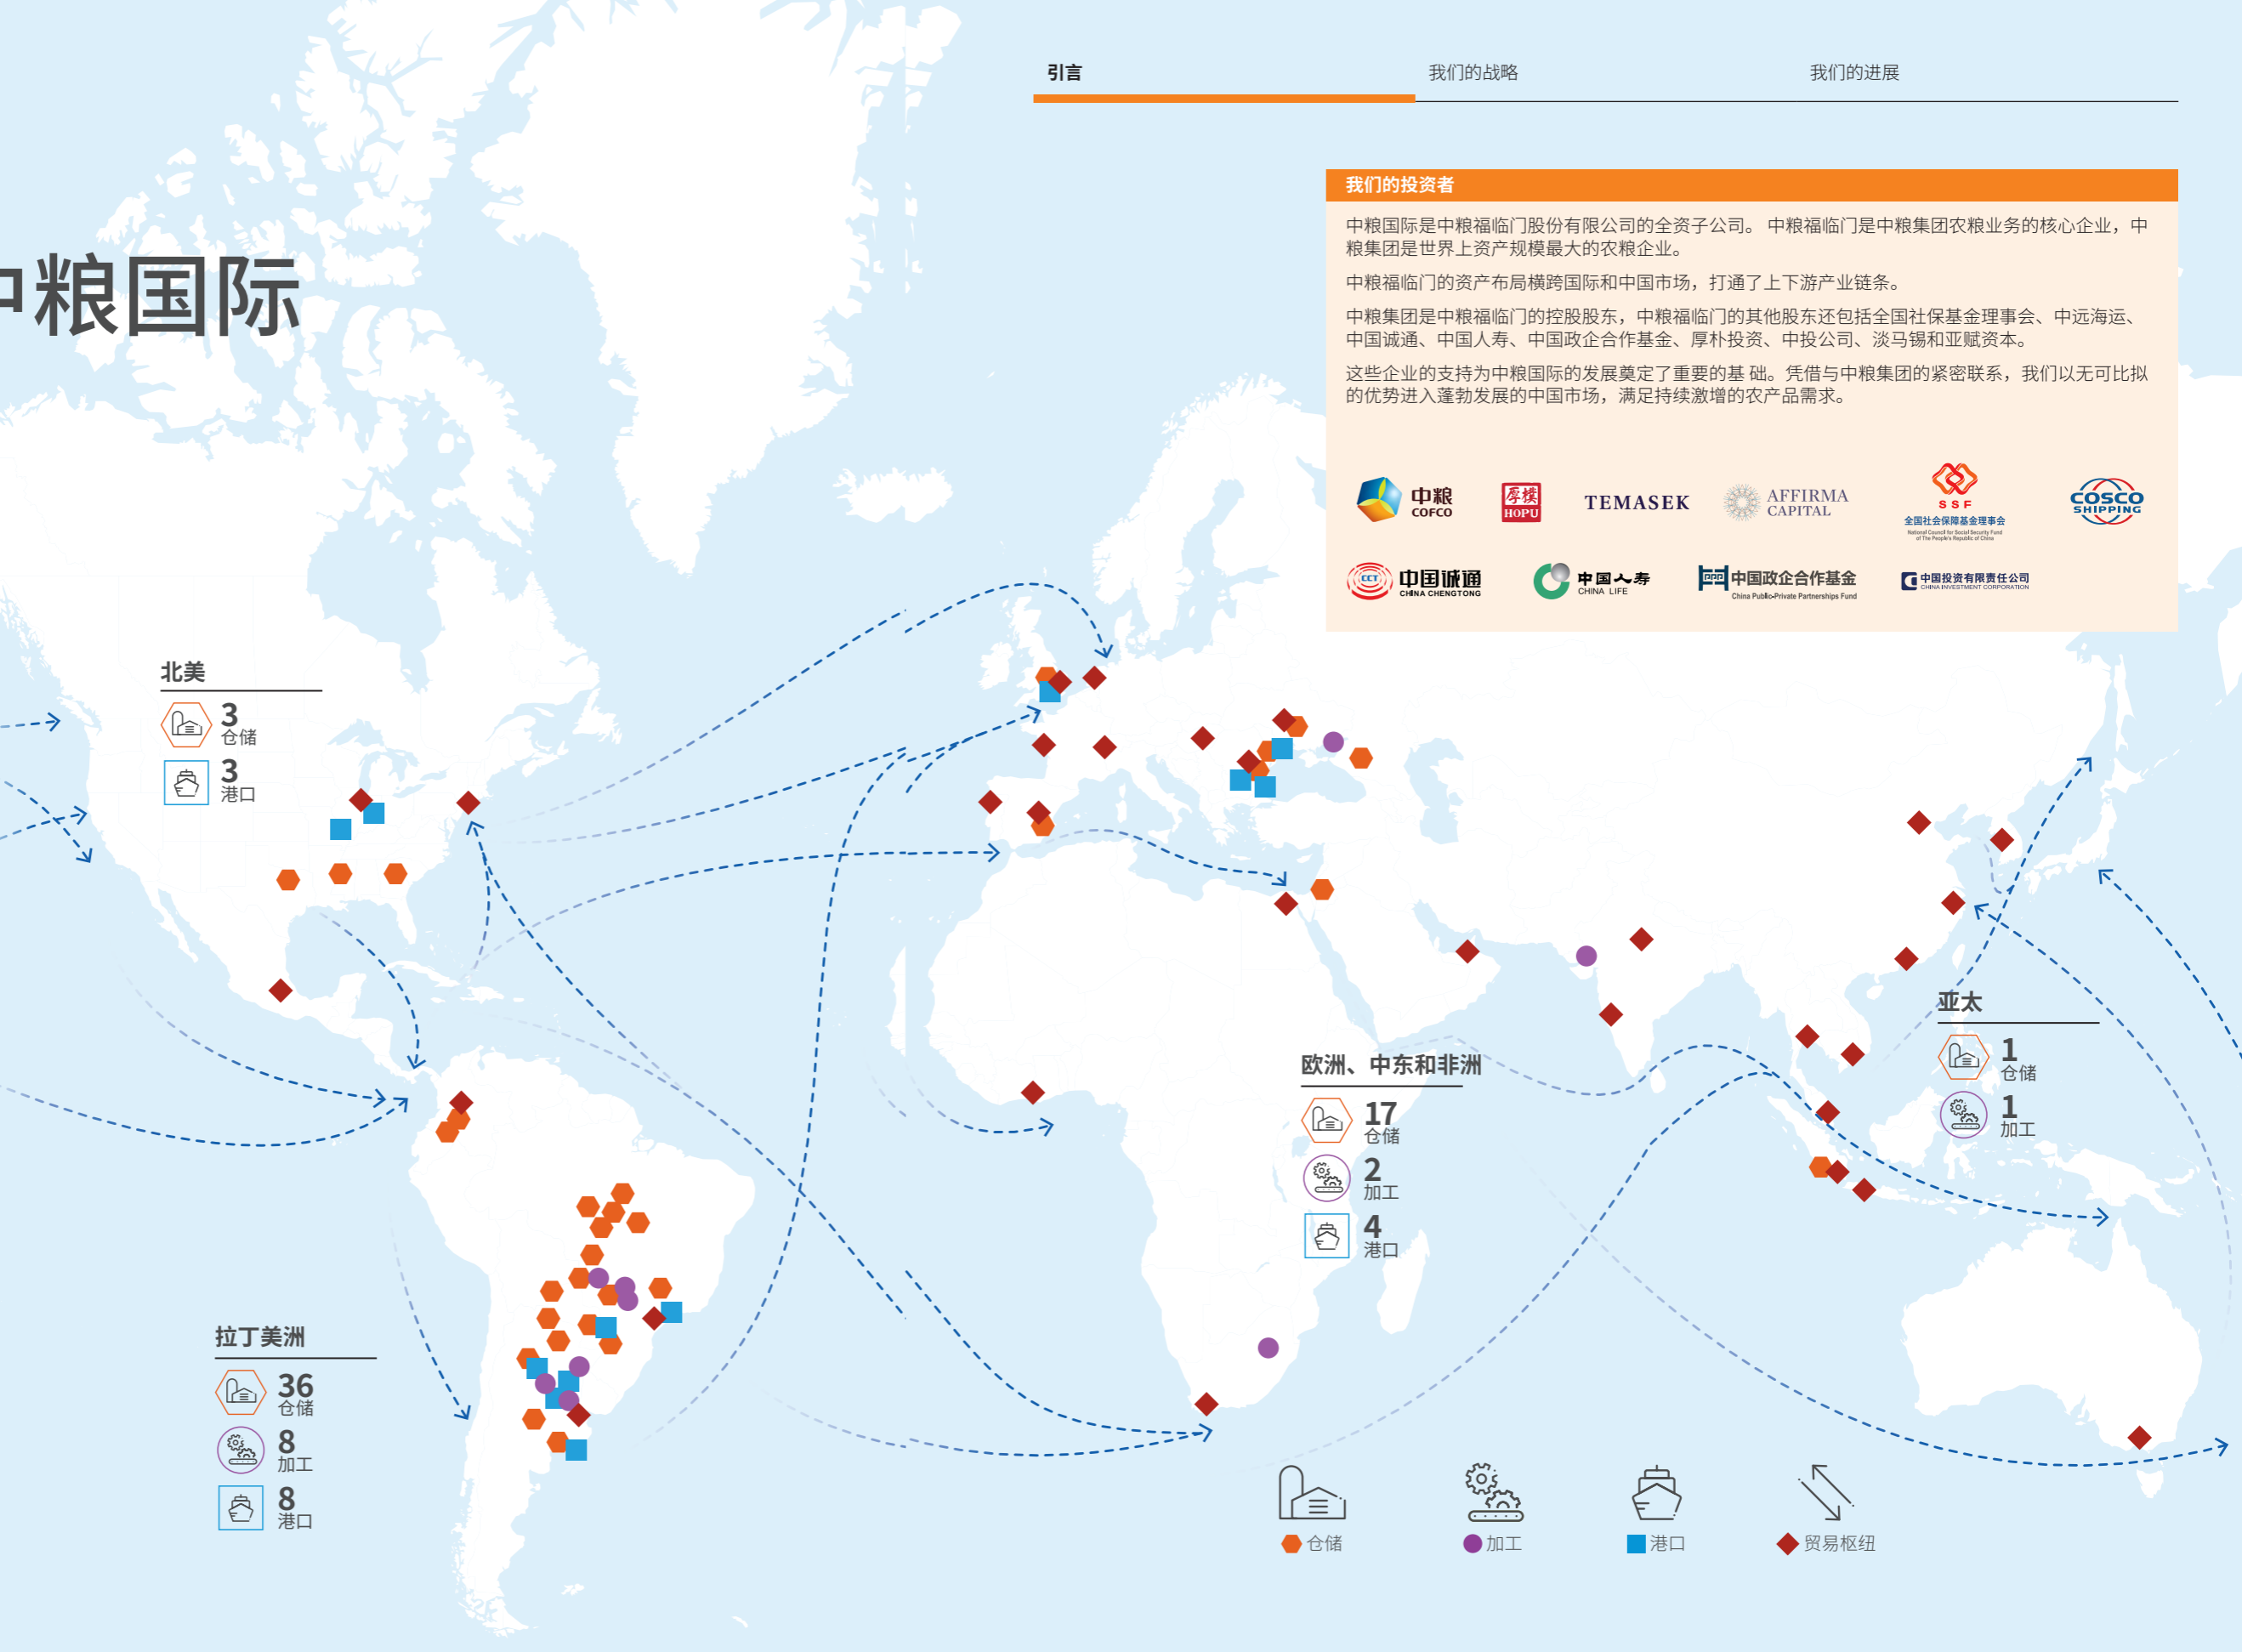 引言
我们的战略
我们的进展
中粮国际
我们的投资者
中粮国际是中粮福临门股份有限公司的全资子公司。 中粮福临门是中粮集团农粮业务的核心企业，中
粮集团是世界上资产规模最大的农粮企业。
中粮福临门的资产布局横跨国际和中国市场，打通了上下游产业链条。
中粮集团是中粮福临门的控股股东，中粮福临门的其他股东还包括全国社保基金理事会、中远海运、
中国诚通、中国人寿、中国政企合作基金、厚朴投资、中投公司、淡马锡和亚赋资本。
这些企业的支持为中粮国际的发展奠定了重要的基 础。凭借与中粮集团的紧密联系，我们以无可比拟
的优势进入蓬勃发展的中国市场，满足持续激增的农产品需求。
中粮
COFCO
厚樸
HOPU
TEMASEK
AFFIRMA
CAPITAL
SSF
全国社会保障基金理事会
National Council for Social Security Fund
of The People's Republic of China
COSCO
SHIPPING
CCT
中国诚通
CHINA CHENGTONG
中国人寿
CHINA LIFE
PPP
中国政企合作基金
China Public-Private Partnerships Fund
中国投资有限责任公司
CHINA INVESTMENT CORPORATION
北美
3
仓储
3
港口
亚太
1
仓储
1
加工
欧洲、中东和非洲
17
仓储
2
加工
4
港口
拉丁美洲
36
仓储
8
加工
8
港口
仓储
加工
港口
贸易枢纽